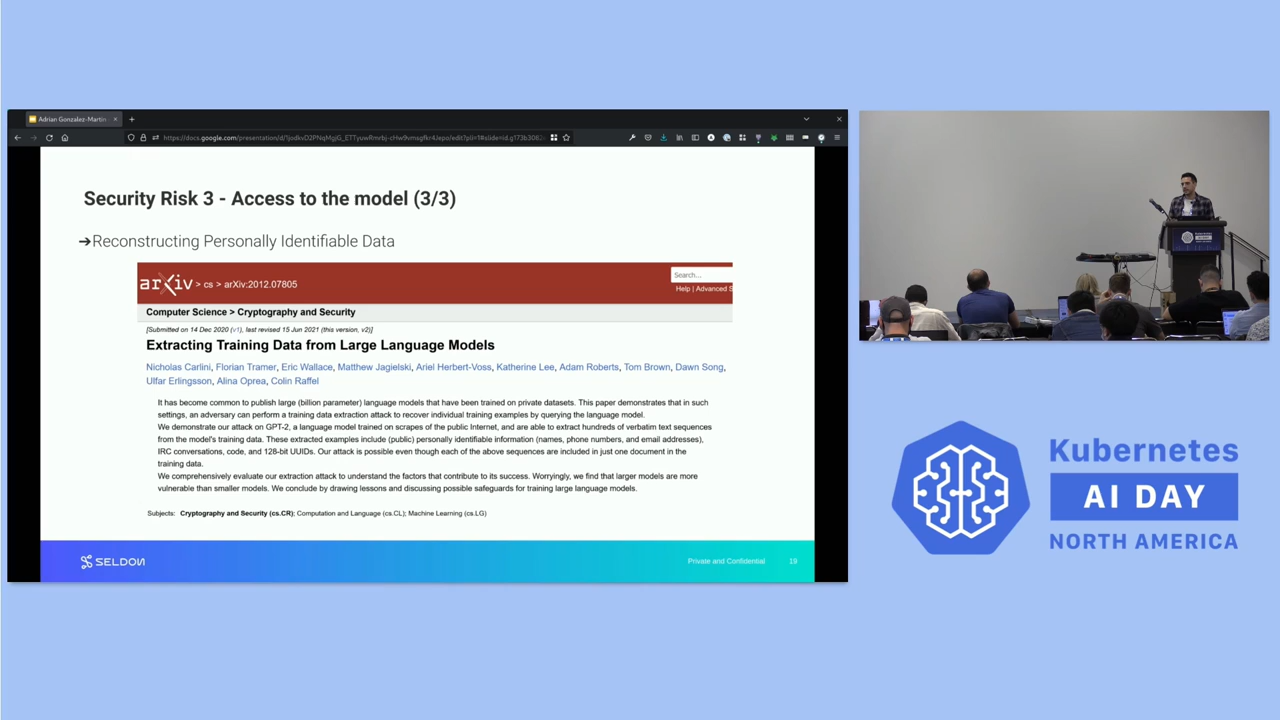 Adrian Gonzalez-Martin
Security Risk 3 - Access to the model (3/3)
➔Reconstructing Personally Identifiable Data
arXiv > cs > arXiv:2012.07805
Search...
Help | Advanced S
Computer Science > Cryptography and Security
[Submitted on 14 Dec 2020 (v1), last revised 15 Jun 2021 (this version, v2)]
Extracting Training Data from Large Language Models
Nicholas Carlini, Florian Tramer, Eric Wallace, Matthew Jagielski, Ariel Herbert-Voss, Katherine Lee, Adam Roberts, Tom Brown, Dawn Song,
Ulfar Erlingsson, Alina Oprea, Colin Raffel
It has become common to publish large (billion parameter) language models that have been trained on private datasets. This paper demonstrates that in such
settings, an adversary can perform a training data extraction attack to recover individual training examples by querying the language model.
We demonstrate our attack on GPT-2, a language model trained on scrapes of the public Internet, and are able to extract hundreds of verbatim text sequences
from the model's training data. These extracted examples include (public) personally identifiable information (names, phone numbers, and email addresses),
IRC conversations, code, and 128-bit UUIDs. Our attack is possible even though each of the above sequences are included in just one document in the
training data.
We comprehensively evaluate our extraction attack to understand the factors that contribute to its success. Worryingly, we find that larger models are more
vulnerable than smaller models. We conclude by drawing lessons and discussing possible safeguards for training large language models.
Subjects: Cryptography and Security (cs.CR); Computation and Language (cs.CL); Machine Learning (cs.LG)
SELDON
Private and Confidential
19
Kubernetes
AI DAY
Kubernetes
AI DAY
NORTH AMERICA